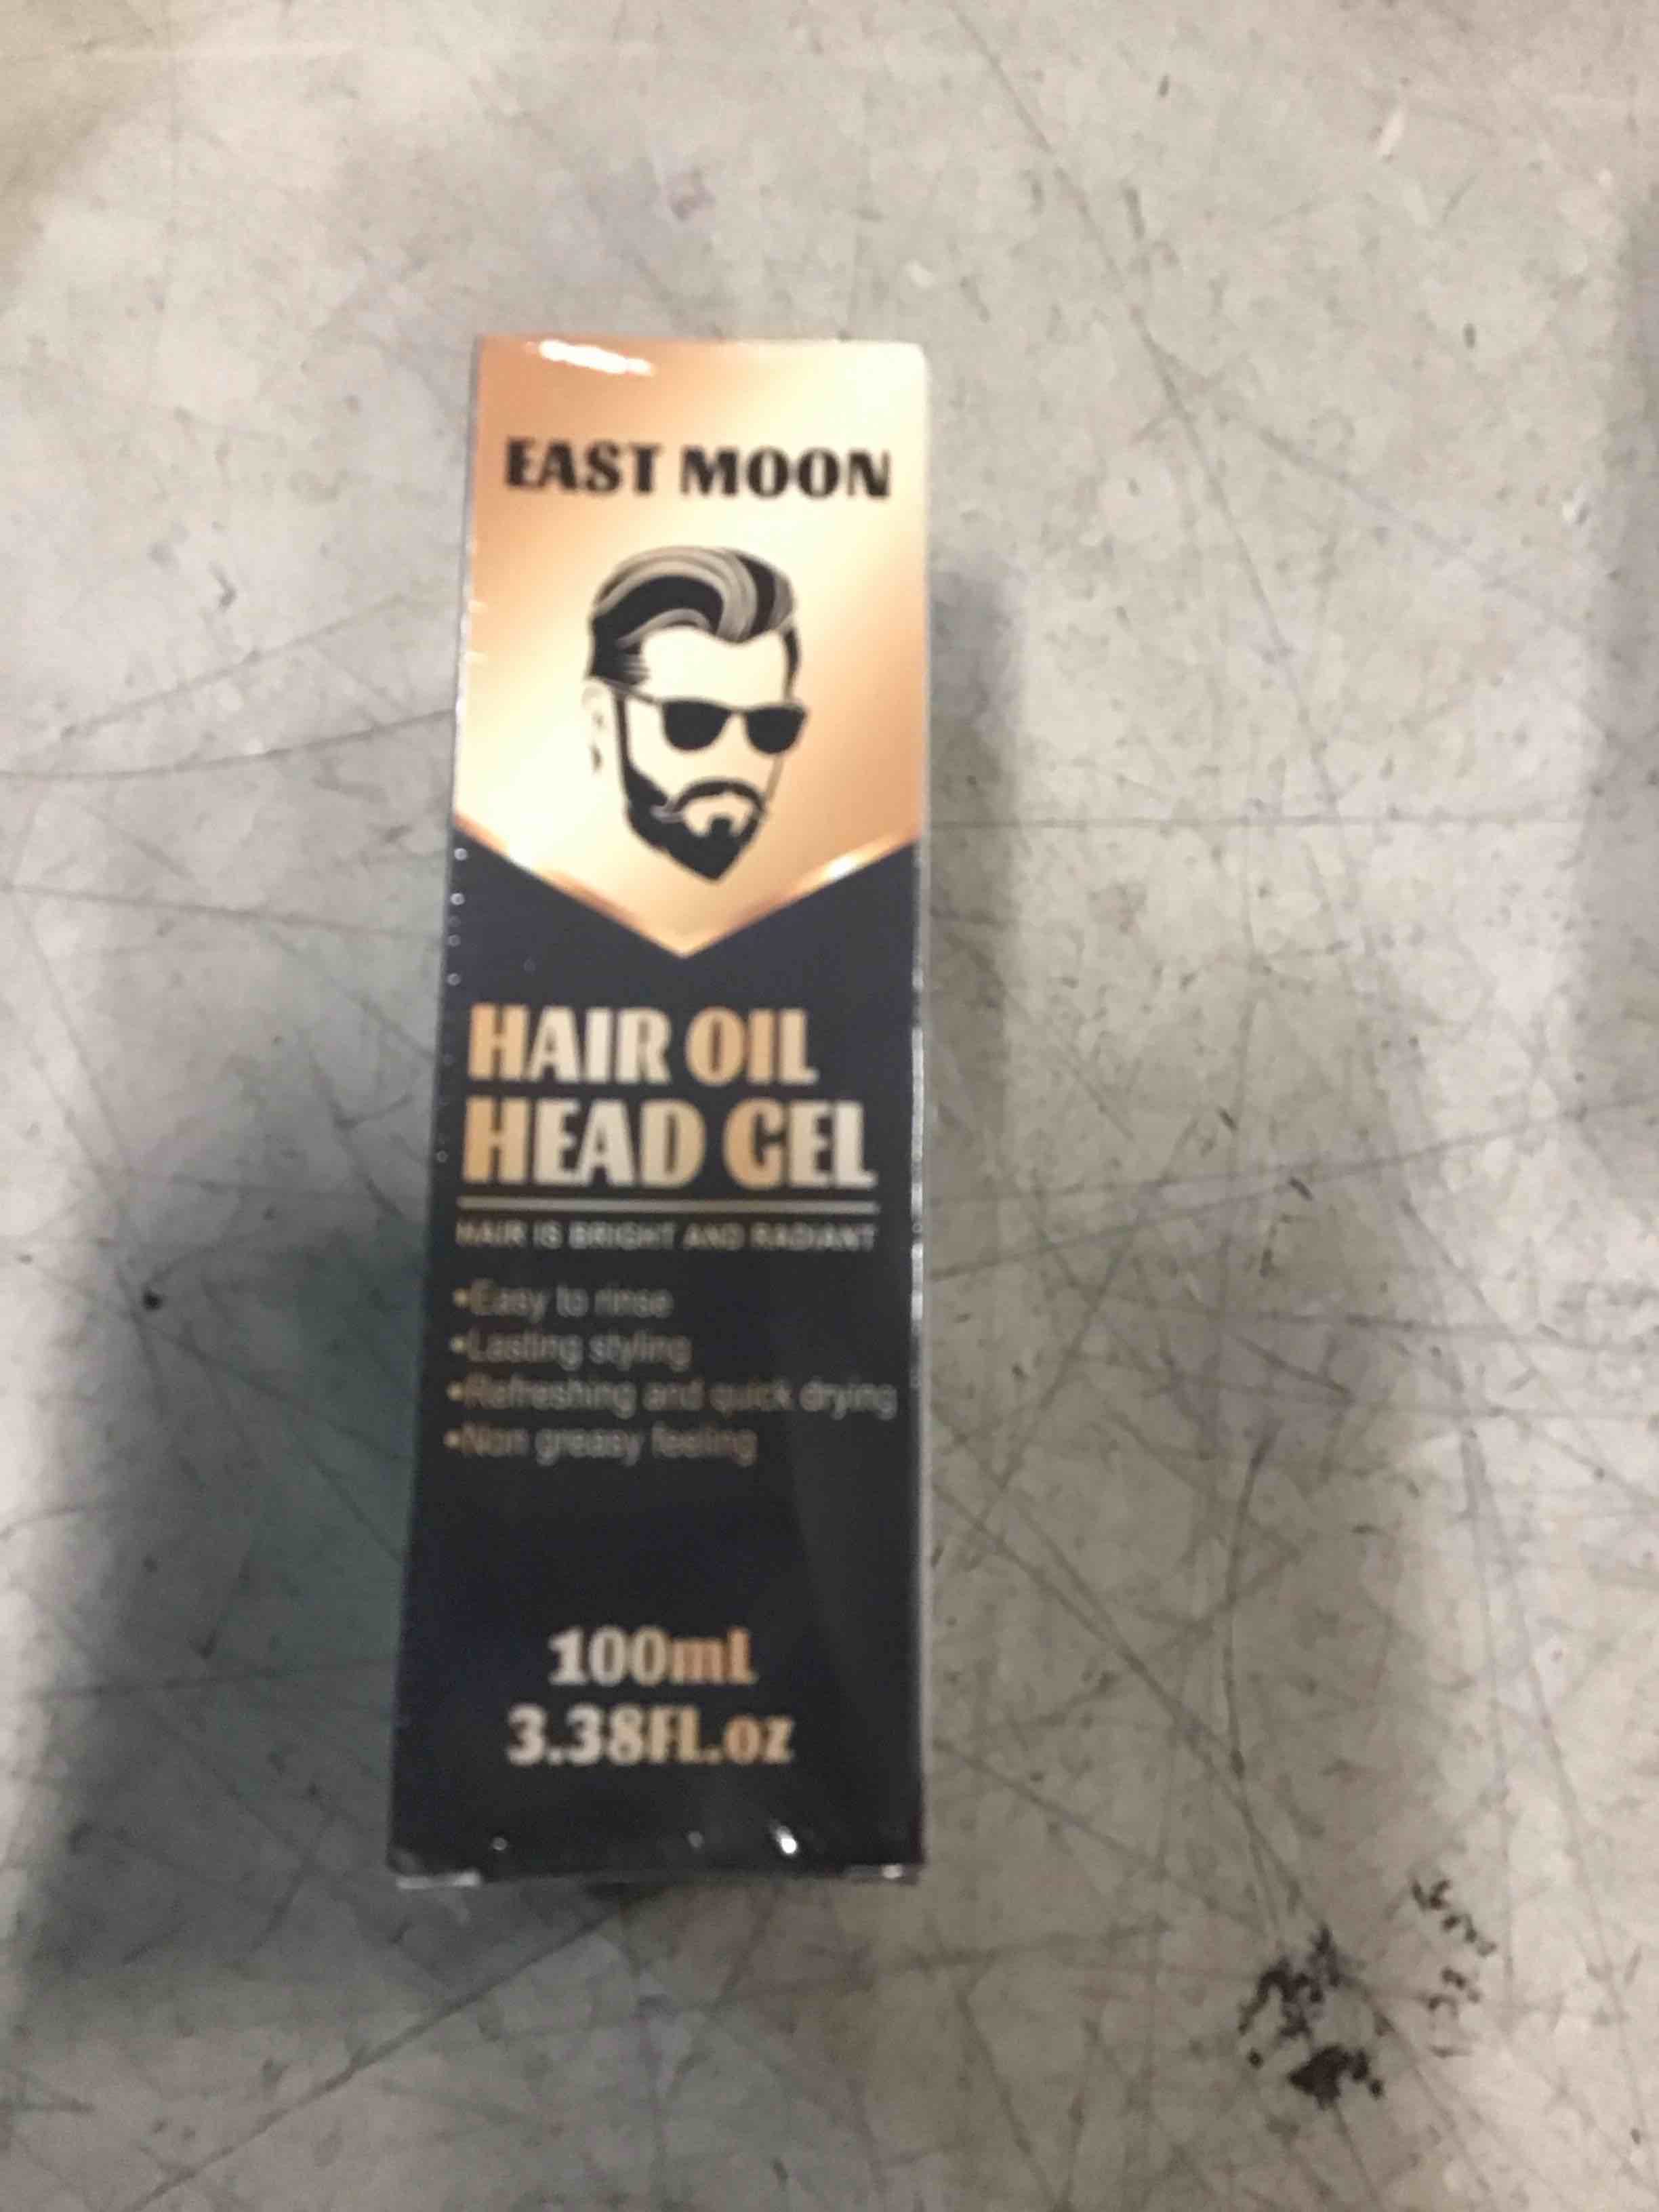 EAST MOON
HAIR OIL
HEAD GEL
HAIR IS BRIGHT AND RADIANT
•Easy to rinse
•Lasting styling
•Refreshing and quick drying
•Non greasy feeling
100mL
3.38FL.oz